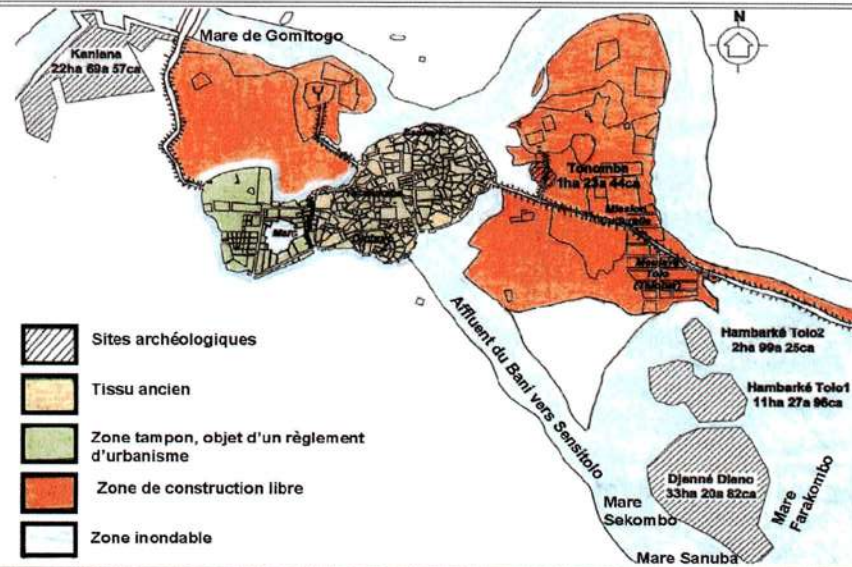 N
Mare de Gomitogo
Kaniana
22ha 69a 57ca
Tonomba
1ha 23a 44ca
Mission
Hambarké Tolo2
2ha 99a 25ca
Hambarké Tolo1
11ha 27a 96ca
Djenné Djeno
33ha 20a 82ca
Affluent du Bani vers Sensitolo
Mare
Sekombo
Mare
Farakombo
Mare Sanuba
Sites archéologiques
Tissu ancien
Zone tampon, objet d'un règlement
d'urbanisme
Zone de construction libre
Zone inondable